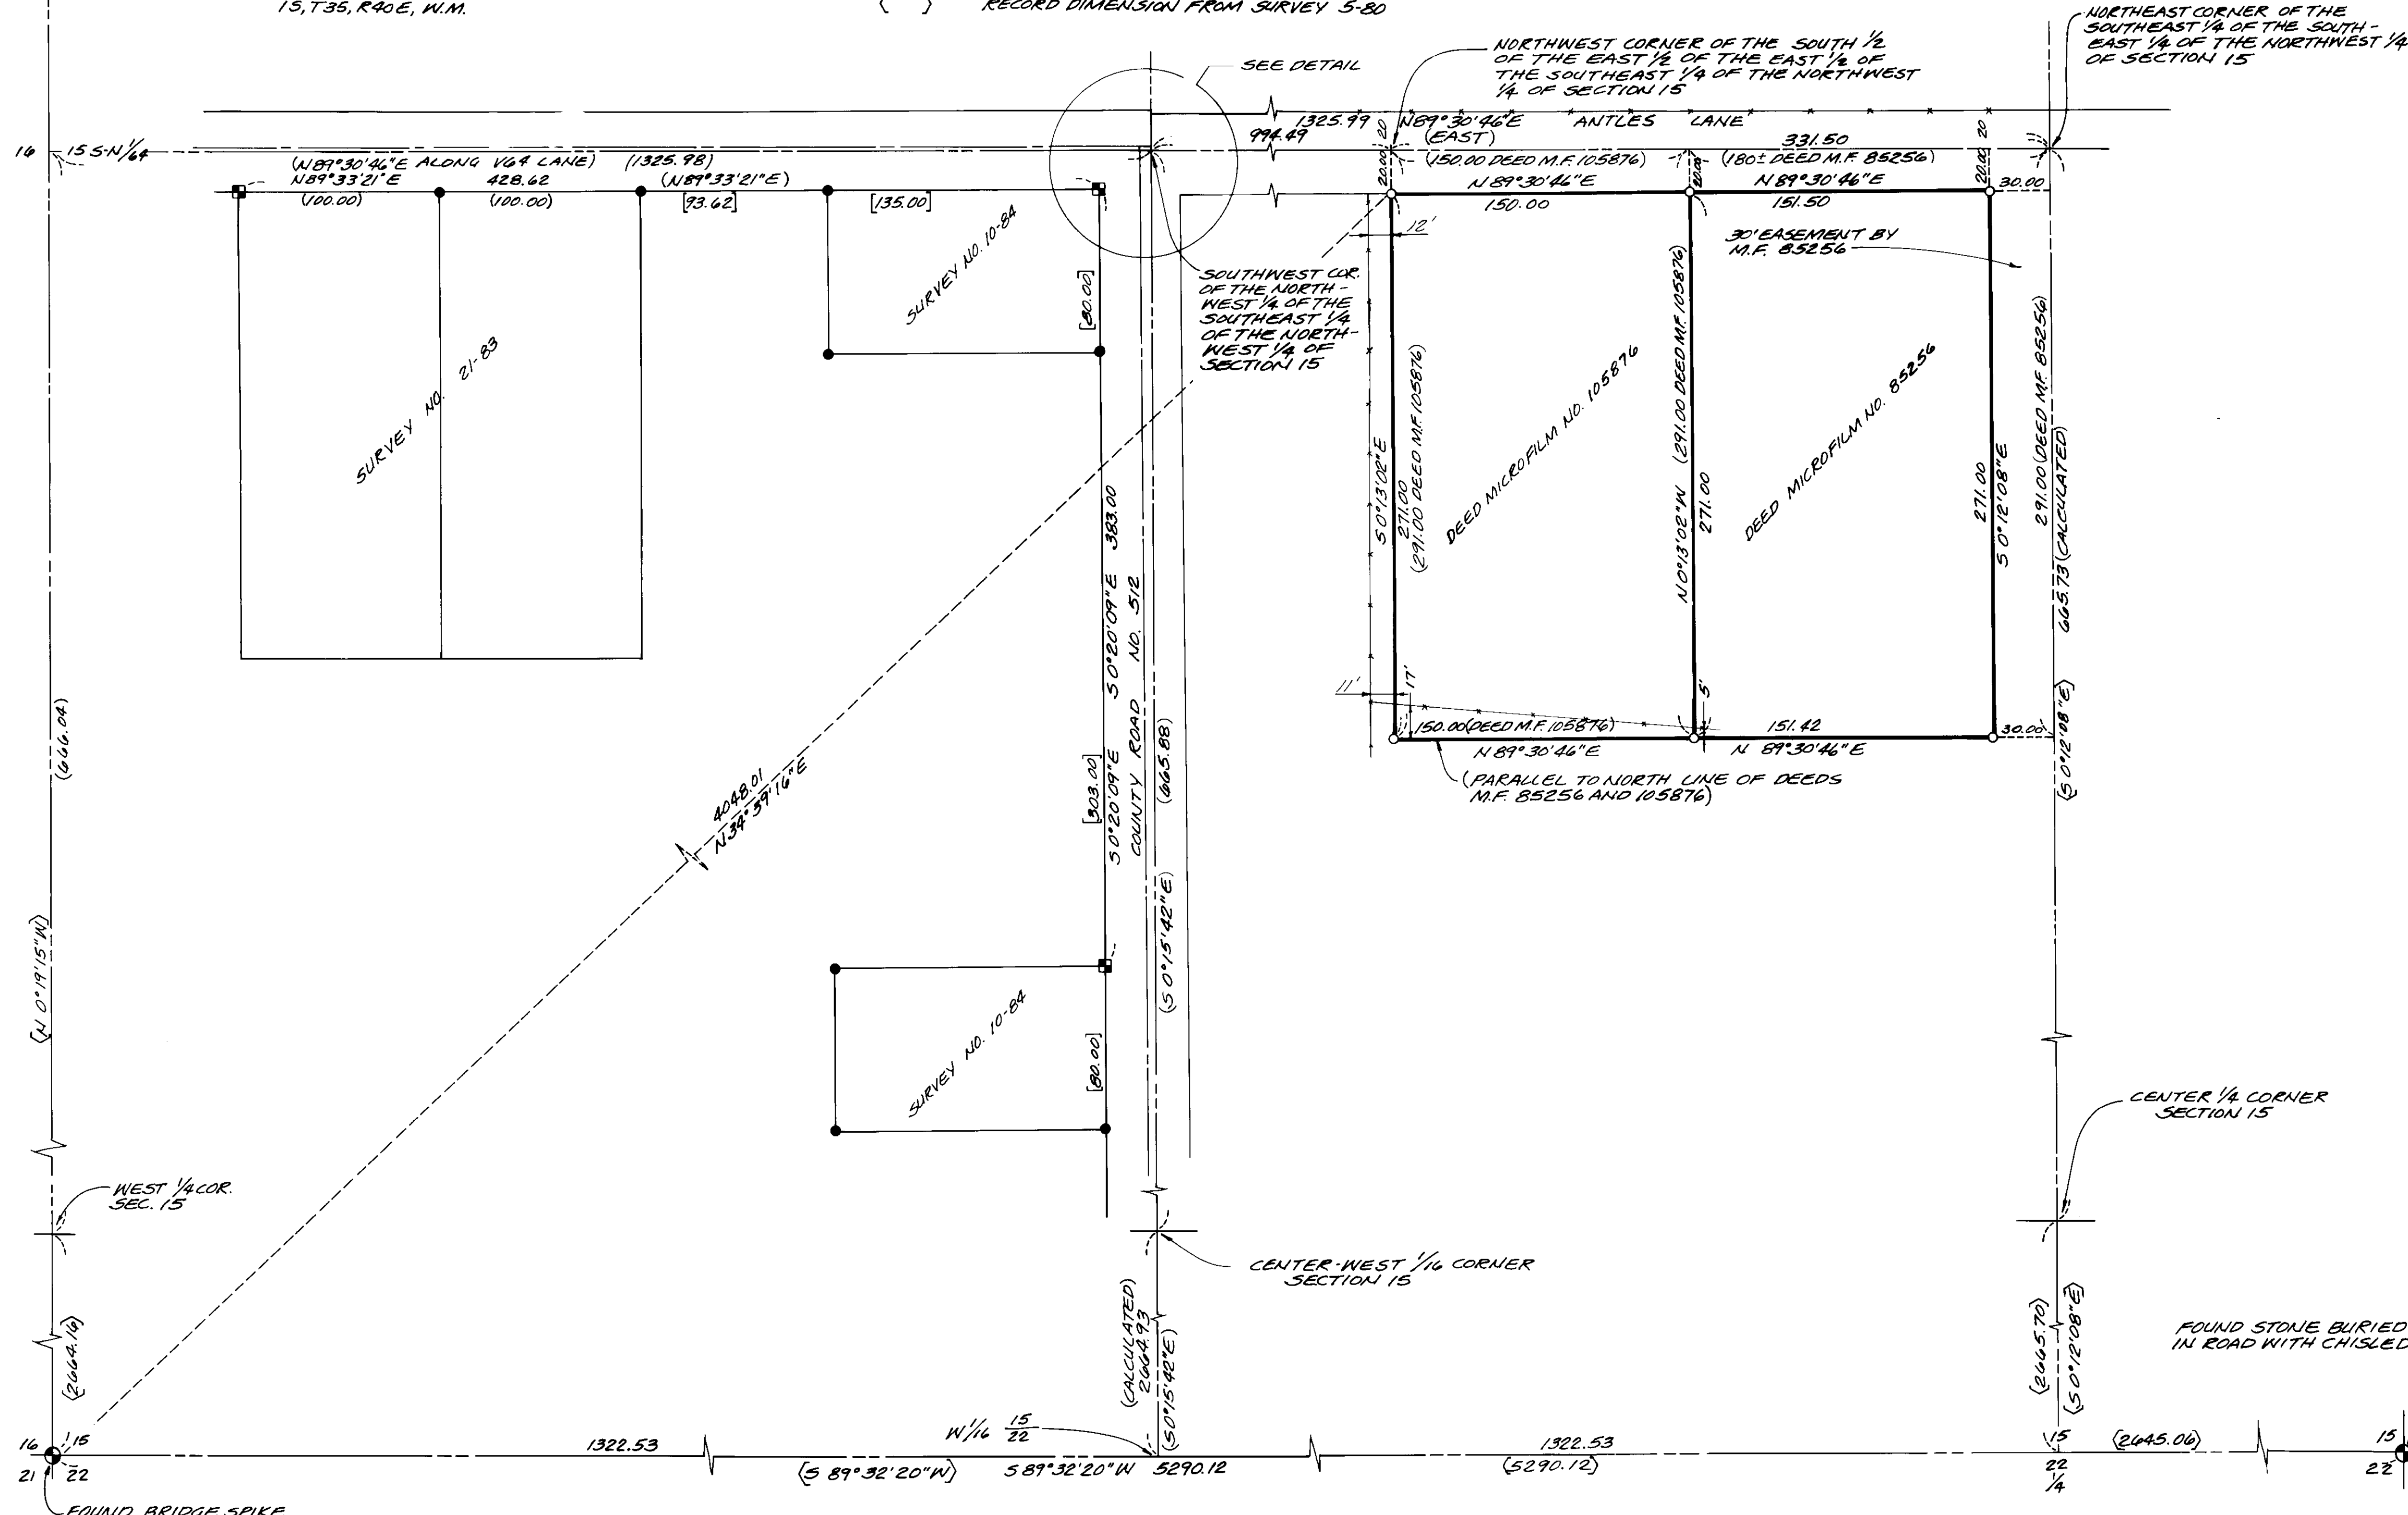 15, T35, R40E, W.M.
{ } RECORD DIMENSION FROM SURVEY 5-80
NORTHEAST CORNER OF THE
SOUTHEAST 1/4 OF THE SOUTH-
EAST 1/4 OF THE NORTHWEST 1/4
OF SECTION 15
NORTHWEST CORNER OF THE SOUTH 1/2
OF THE EAST 1/2 OF THE EAST 1/2 OF
THE SOUTHEAST 1/4 OF THE NORTHWEST
1/4 OF SECTION 15
SEE DETAIL
1325.99 N89°30'46"E ANTLES LANE
(EAST)
994.49
331.50
20
20
16
15 S-N 1/64
(N89°30'46"E ALONG V64 LANE) (1325.98)
N89°33'21"E 428.62 (N89°33'21"E)
(100.00) (100.00) [93.62] [135.00]
(150.00 DEED M.F. 105876) (180± DEED M.F. 85256)
20.00
20.00
20.00
N89°30'46"E N89°30'46"E 30.00
150.00 151.50
12'
30' EASEMENT BY
M.F. 85256
SURVEY NO. 10-84
[80.00]
SOUTHWEST COR.
OF THE NORTH-
WEST 1/4 OF THE
SOUTHEAST 1/4
OF THE NORTH-
WEST 1/4 OF
SECTION 15
SURVEY NO. 21-83
S0°13'02"E
271.00
(291.00 DEED M.F. 105876)
DEED MICROFILM NO. 105876
N0°13'02"W (291.00 DEED M.F. 105876)
271.00
DEED MICROFILM NO. 85256
271.00
S0°12'08"E
291.00 (DEED M.F. 85256)
665.73 (CALCULATED)
{S0°12'08"E}
S0°20'09"E 383.00
[303.00]
S0°20'09"E
COUNTY ROAD NO. 512
(665.88)
(S0°15'42"E)
(666.04)
{N0°19'15"W}
11'
17'
5'
150.00 (DEED M.F. 105876) 151.42 30.00
N89°30'46"E N 89°30'46"E
(PARALLEL TO NORTH LINE OF DEEDS
M.F. 85256 AND 105876)
4048.01
N34°39'16"E
SURVEY NO. 10-84
[80.00]
CENTER 1/4 CORNER
SECTION 15
WEST 1/4 COR.
SEC. 15
CENTER-WEST 1/16 CORNER
SECTION 15
{2664.16}
(CALCULATED)
2664.93
(S0°15'42"E)
{2665.70}
{S0°12'08"E}
FOUND STONE BURIED
IN ROAD WITH CHISLED
16 15
21 22
1322.53
W 1/16 15
22
1322.53
15
22
1/4
{2645.06}
15
22
{S 89°32'20"W} S89°32'20"W 5290.12 {5290.12}
FOUND BRIDGE SPIKE